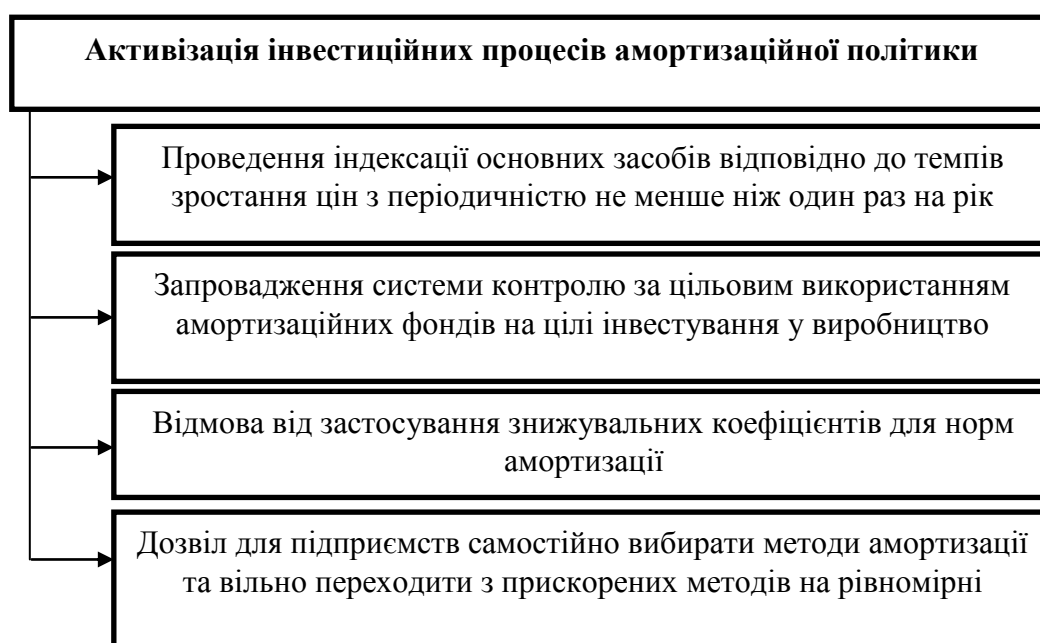 Активізація інвестиційних процесів амортизаційної політики
Проведення індексації основних засобів відповідно до темпів
зростання цін з періодичністю не менше ніж один раз на рік
Запровадження системи контролю за цільовим використанням
амортизаційних фондів на цілі інвестування у виробництво
Відмова від застосування знижувальних коефіцієнтів для норм
амортизації
Дозвіл для підприємств самостійно вибирати методи амортизації
та вільно переходити з прискорених методів на рівномірні